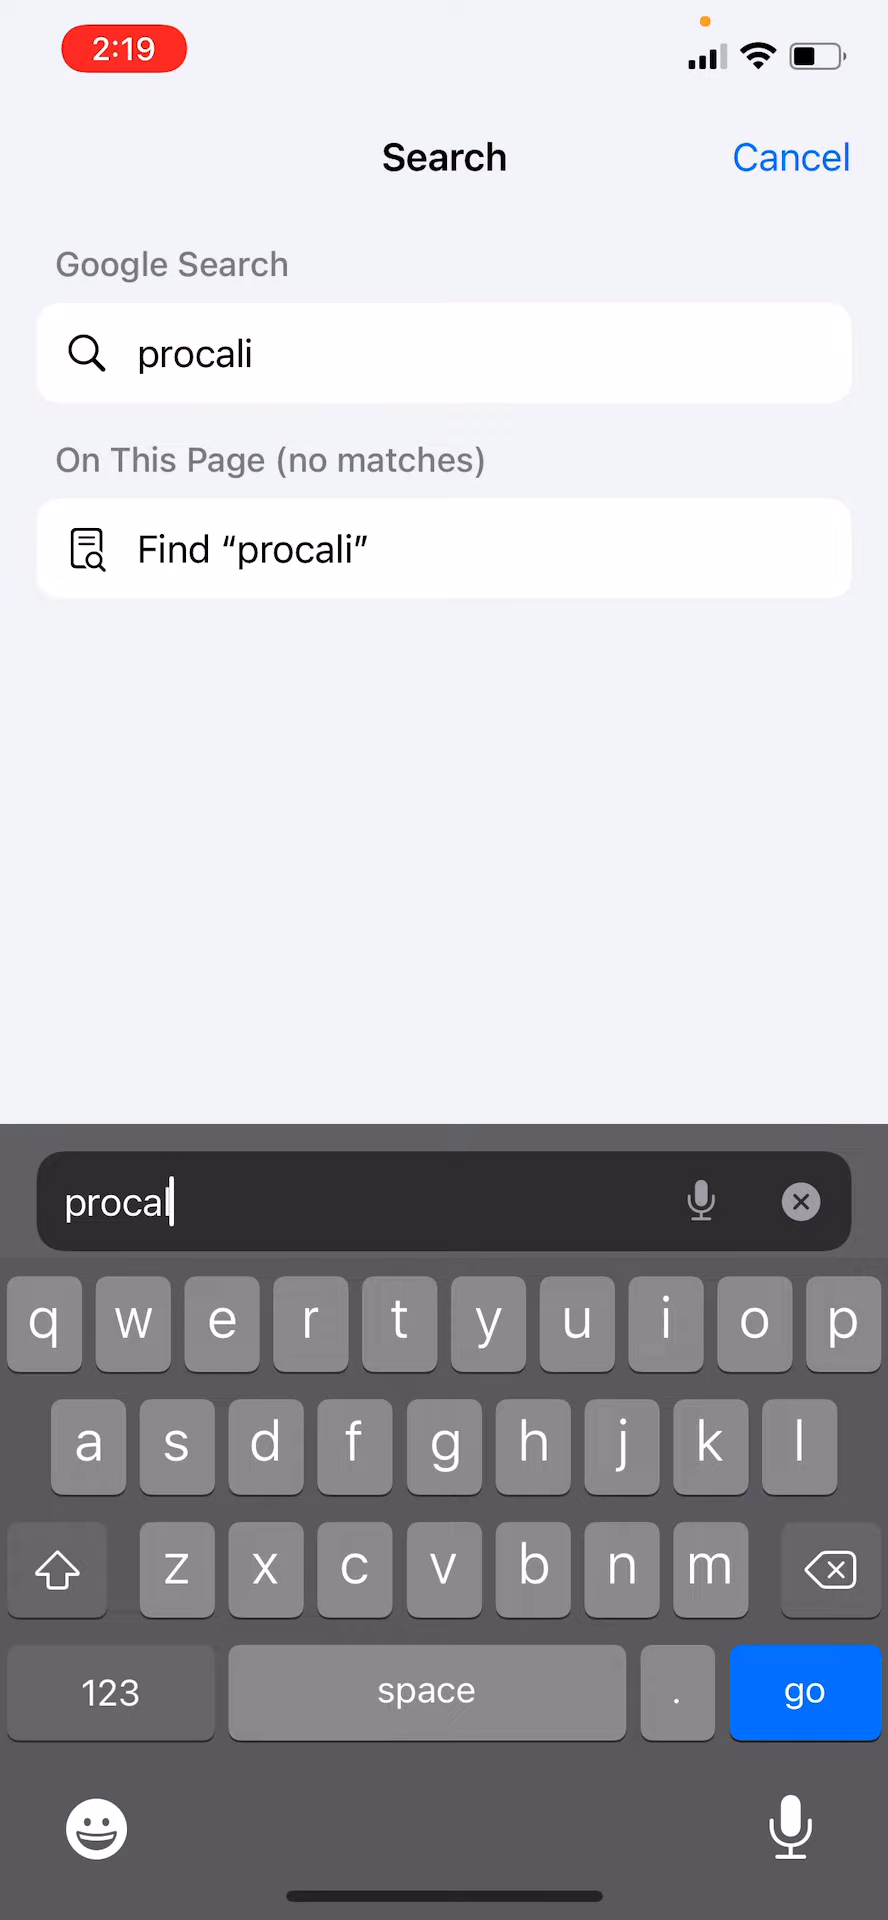 2:19
Search
Cancel
Google Search
procali
On This Page (no matches)
Find “procali”
procal
q w e r t y u i o p
a s d f g h j k l
z x c v b n m
123 space . go